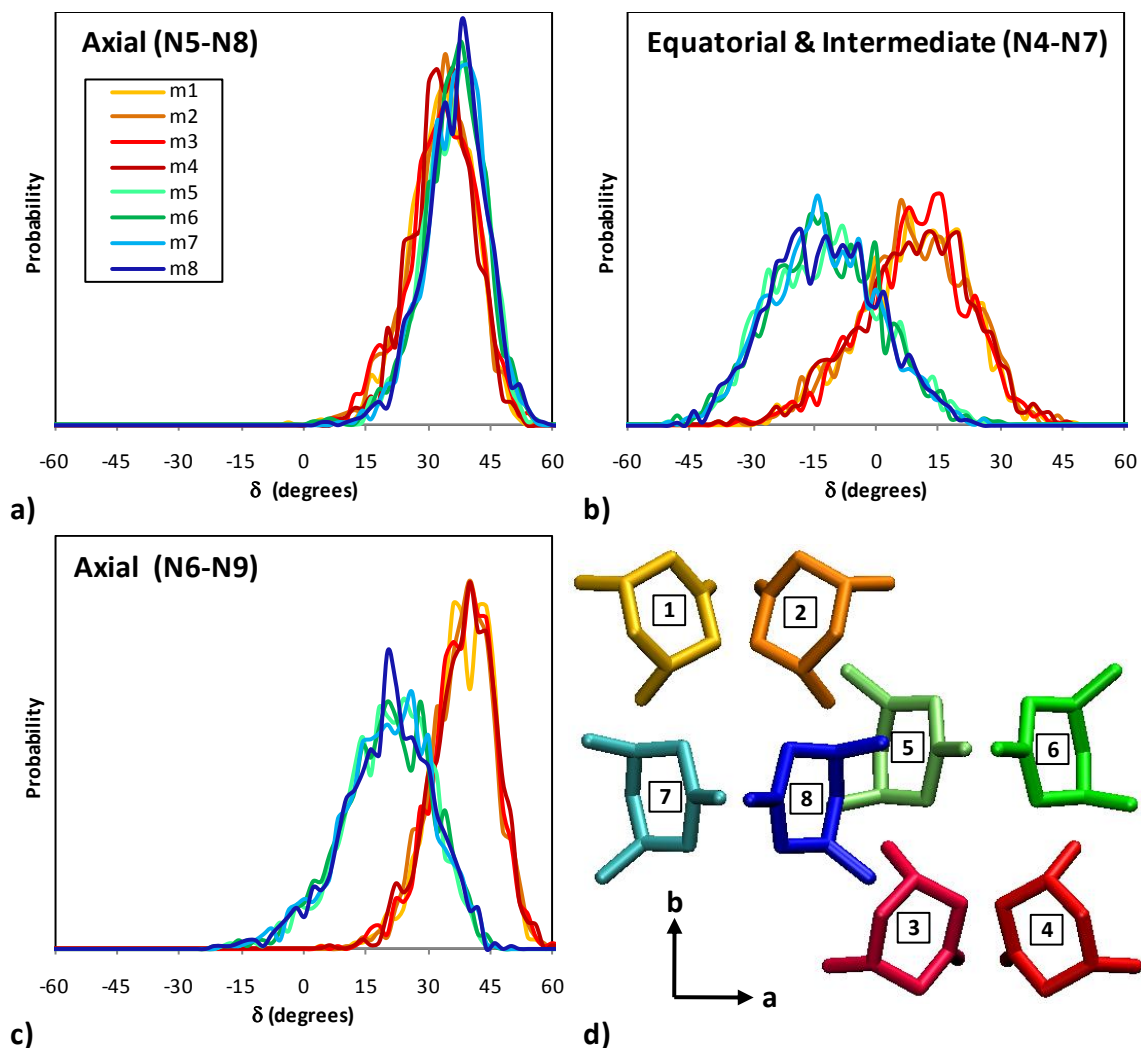 Axial (N5-N8)
m1
m2
m3
m4
m5
m6
m7
m8
Probability
-60 -45 -30 -15 0 15 30 45 60
δ (degrees)
a)
Equatorial & Intermediate (N4-N7)
Probability
-60 -45 -30 -15 0 15 30 45 60
δ (degrees)
b)
Axial (N6-N9)
Probability
-60 -45 -30 -15 0 15 30 45 60
δ (degrees)
c)
1
2
5
6
7
8
3
4
b
a
d)